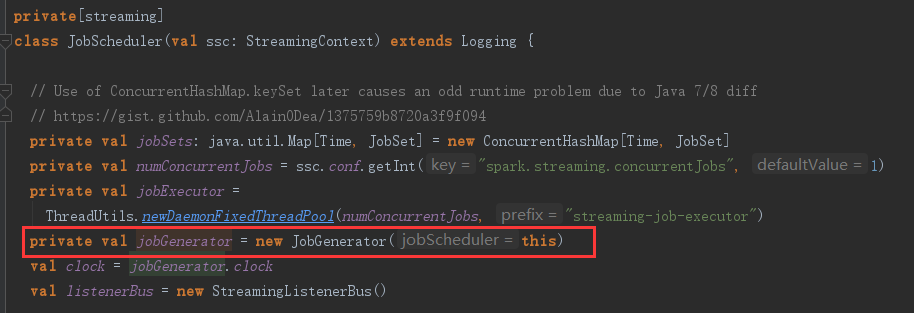 private[streaming]
class JobScheduler(val ssc: StreamingContext) extends Logging {
// Use of ConcurrentHashMap.keySet later causes an odd runtime problem due to Java 7/8 diff
// https://gist.github.com/AlainODea/1375759b8720a3f9f094
private val jobSets: java.util.Map[Time, JobSet] = new ConcurrentHashMap[Time, JobSet]
private val numConcurrentJobs = ssc.conf.getInt( key = "spark.streaming.concurrentJobs", defaultValue = 1)
private val jobExecutor =
ThreadUtils.newDaemonFixedThreadPool(numConcurrentJobs, prefix = "streaming-job-executor")
private val jobGenerator = new JobGenerator( jobScheduler = this)
val clock = jobGenerator.clock
val listenerBus = new StreamingListenerBus()